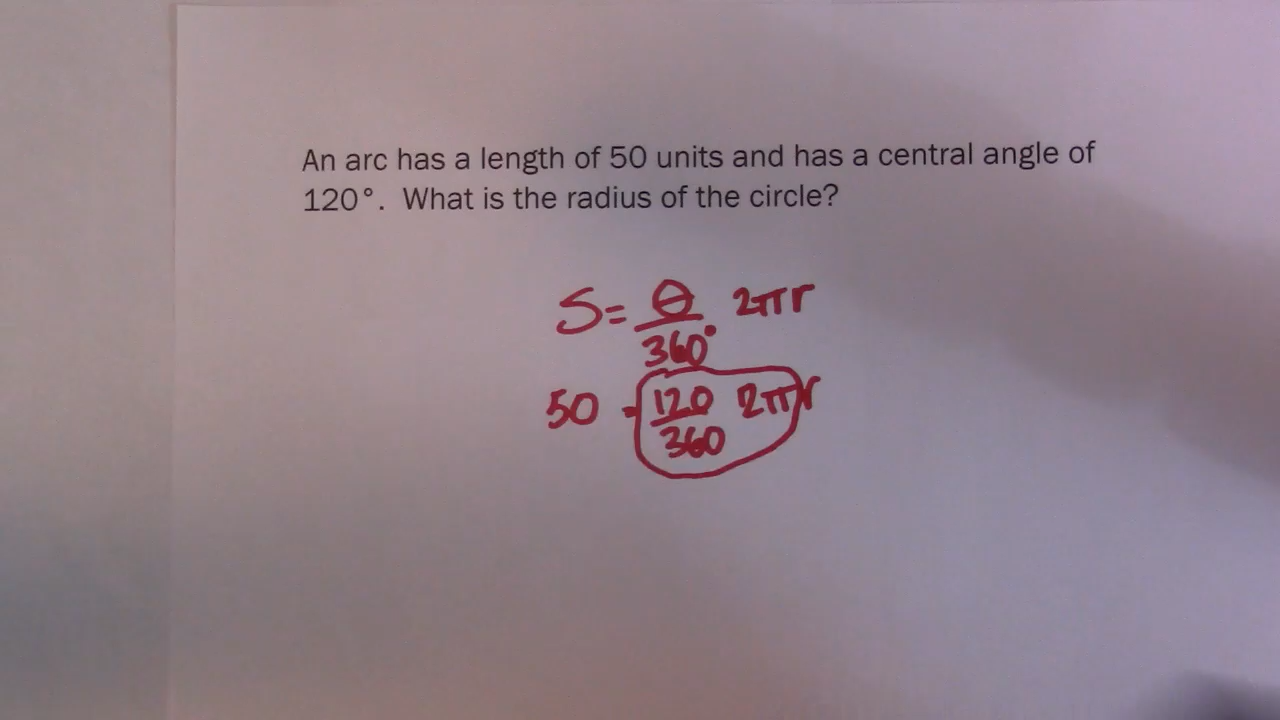 An arc has a length of 50 units and has a central angle of
120°. What is the radius of the circle?
S = θ/360° 2πr
50 = 120/360 2πr